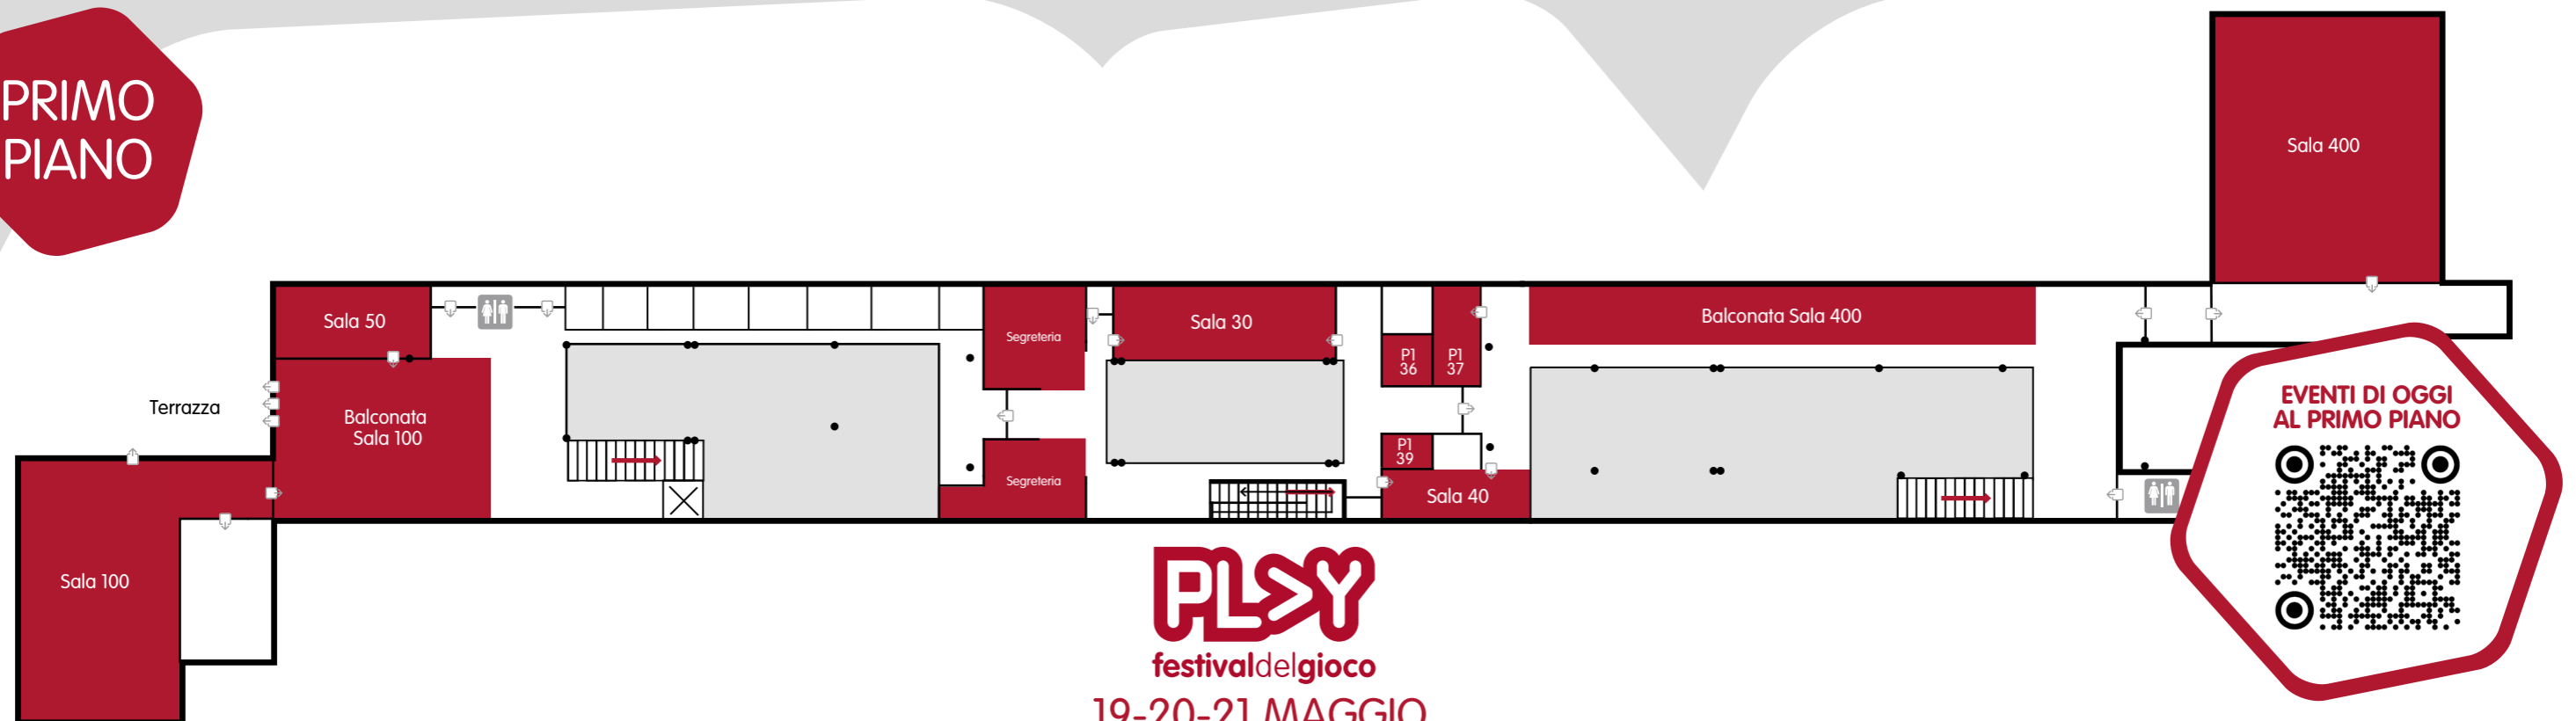 PRIMO
PIANO
Sala 400
Sala 50
Segreteria
Sala 30
Balconata Sala 400
P1
36
P1
37
Terrazza
Balconata
Sala 100
P1
39
Segreteria
Sala 40
Sala 100
EVENTI DI OGGI
AL PRIMO PIANO
PLAY
festivaldelgioco
19-20-21 MAGGIO